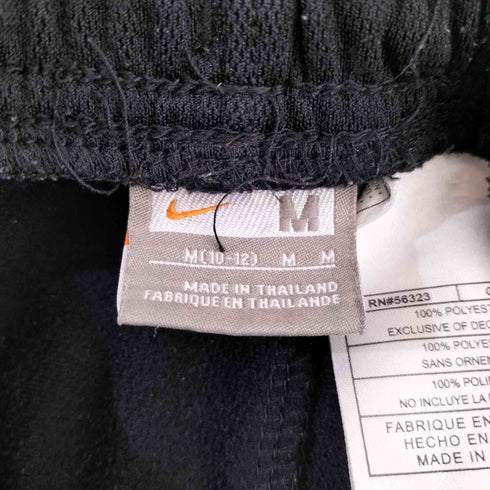 M
M(10-12) M M
MADE IN THAILAND
FABRIQUE EN THAILANDE
RN#56323
100% POLYEST
EXCLUSIVE OF DEC
100% POLYE
SANS ORNEM
100% POLI
NO INCLUYE LA
FABRIQUE EN
HECHO EN
MADE IN